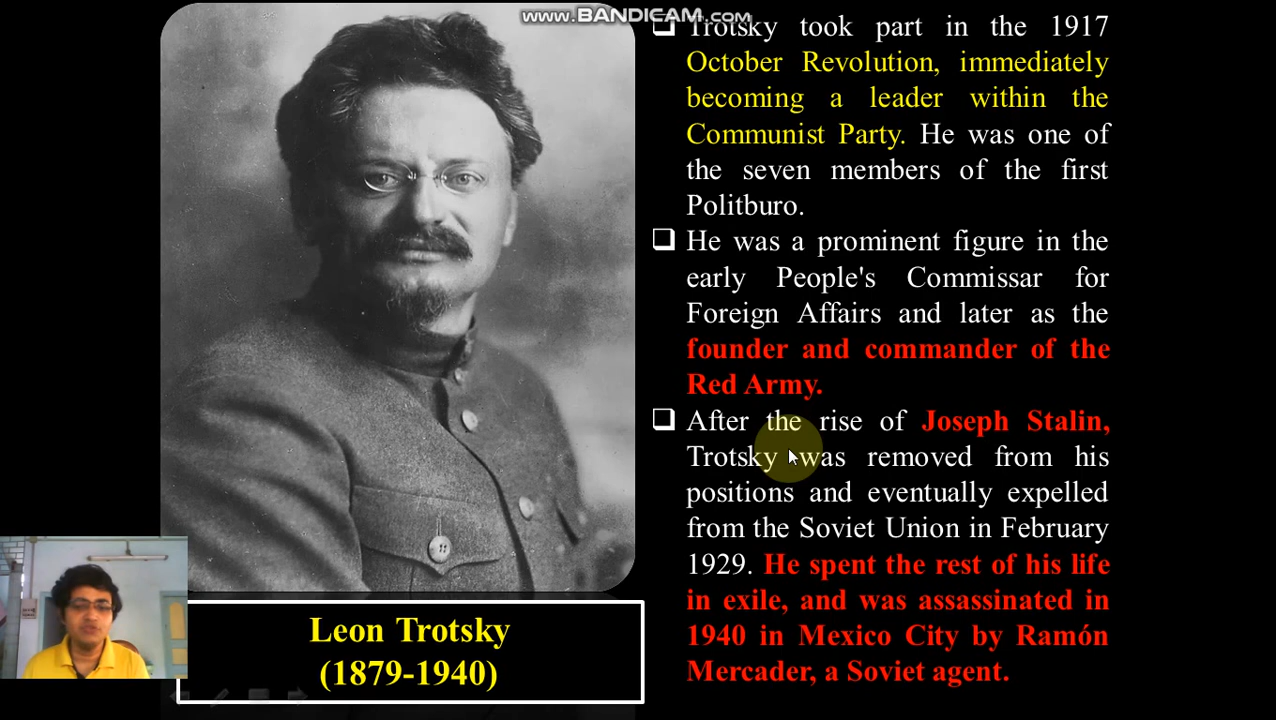 www.BANDICAM.com
Trotsky took part in the 1917
October Revolution, immediately
becoming a leader within the
Communist Party. He was one of
the seven members of the first
Politburo.
He was a prominent figure in the
early People's Commissar for
Foreign Affairs and later as the
founder and commander of the
Red Army.
After the rise of Joseph Stalin,
Trotsky was removed from his
positions and eventually expelled
from the Soviet Union in February
1929. He spent the rest of his life
in exile, and was assassinated in
1940 in Mexico City by Ramón
Mercader, a Soviet agent.
Leon Trotsky
(1879-1940)